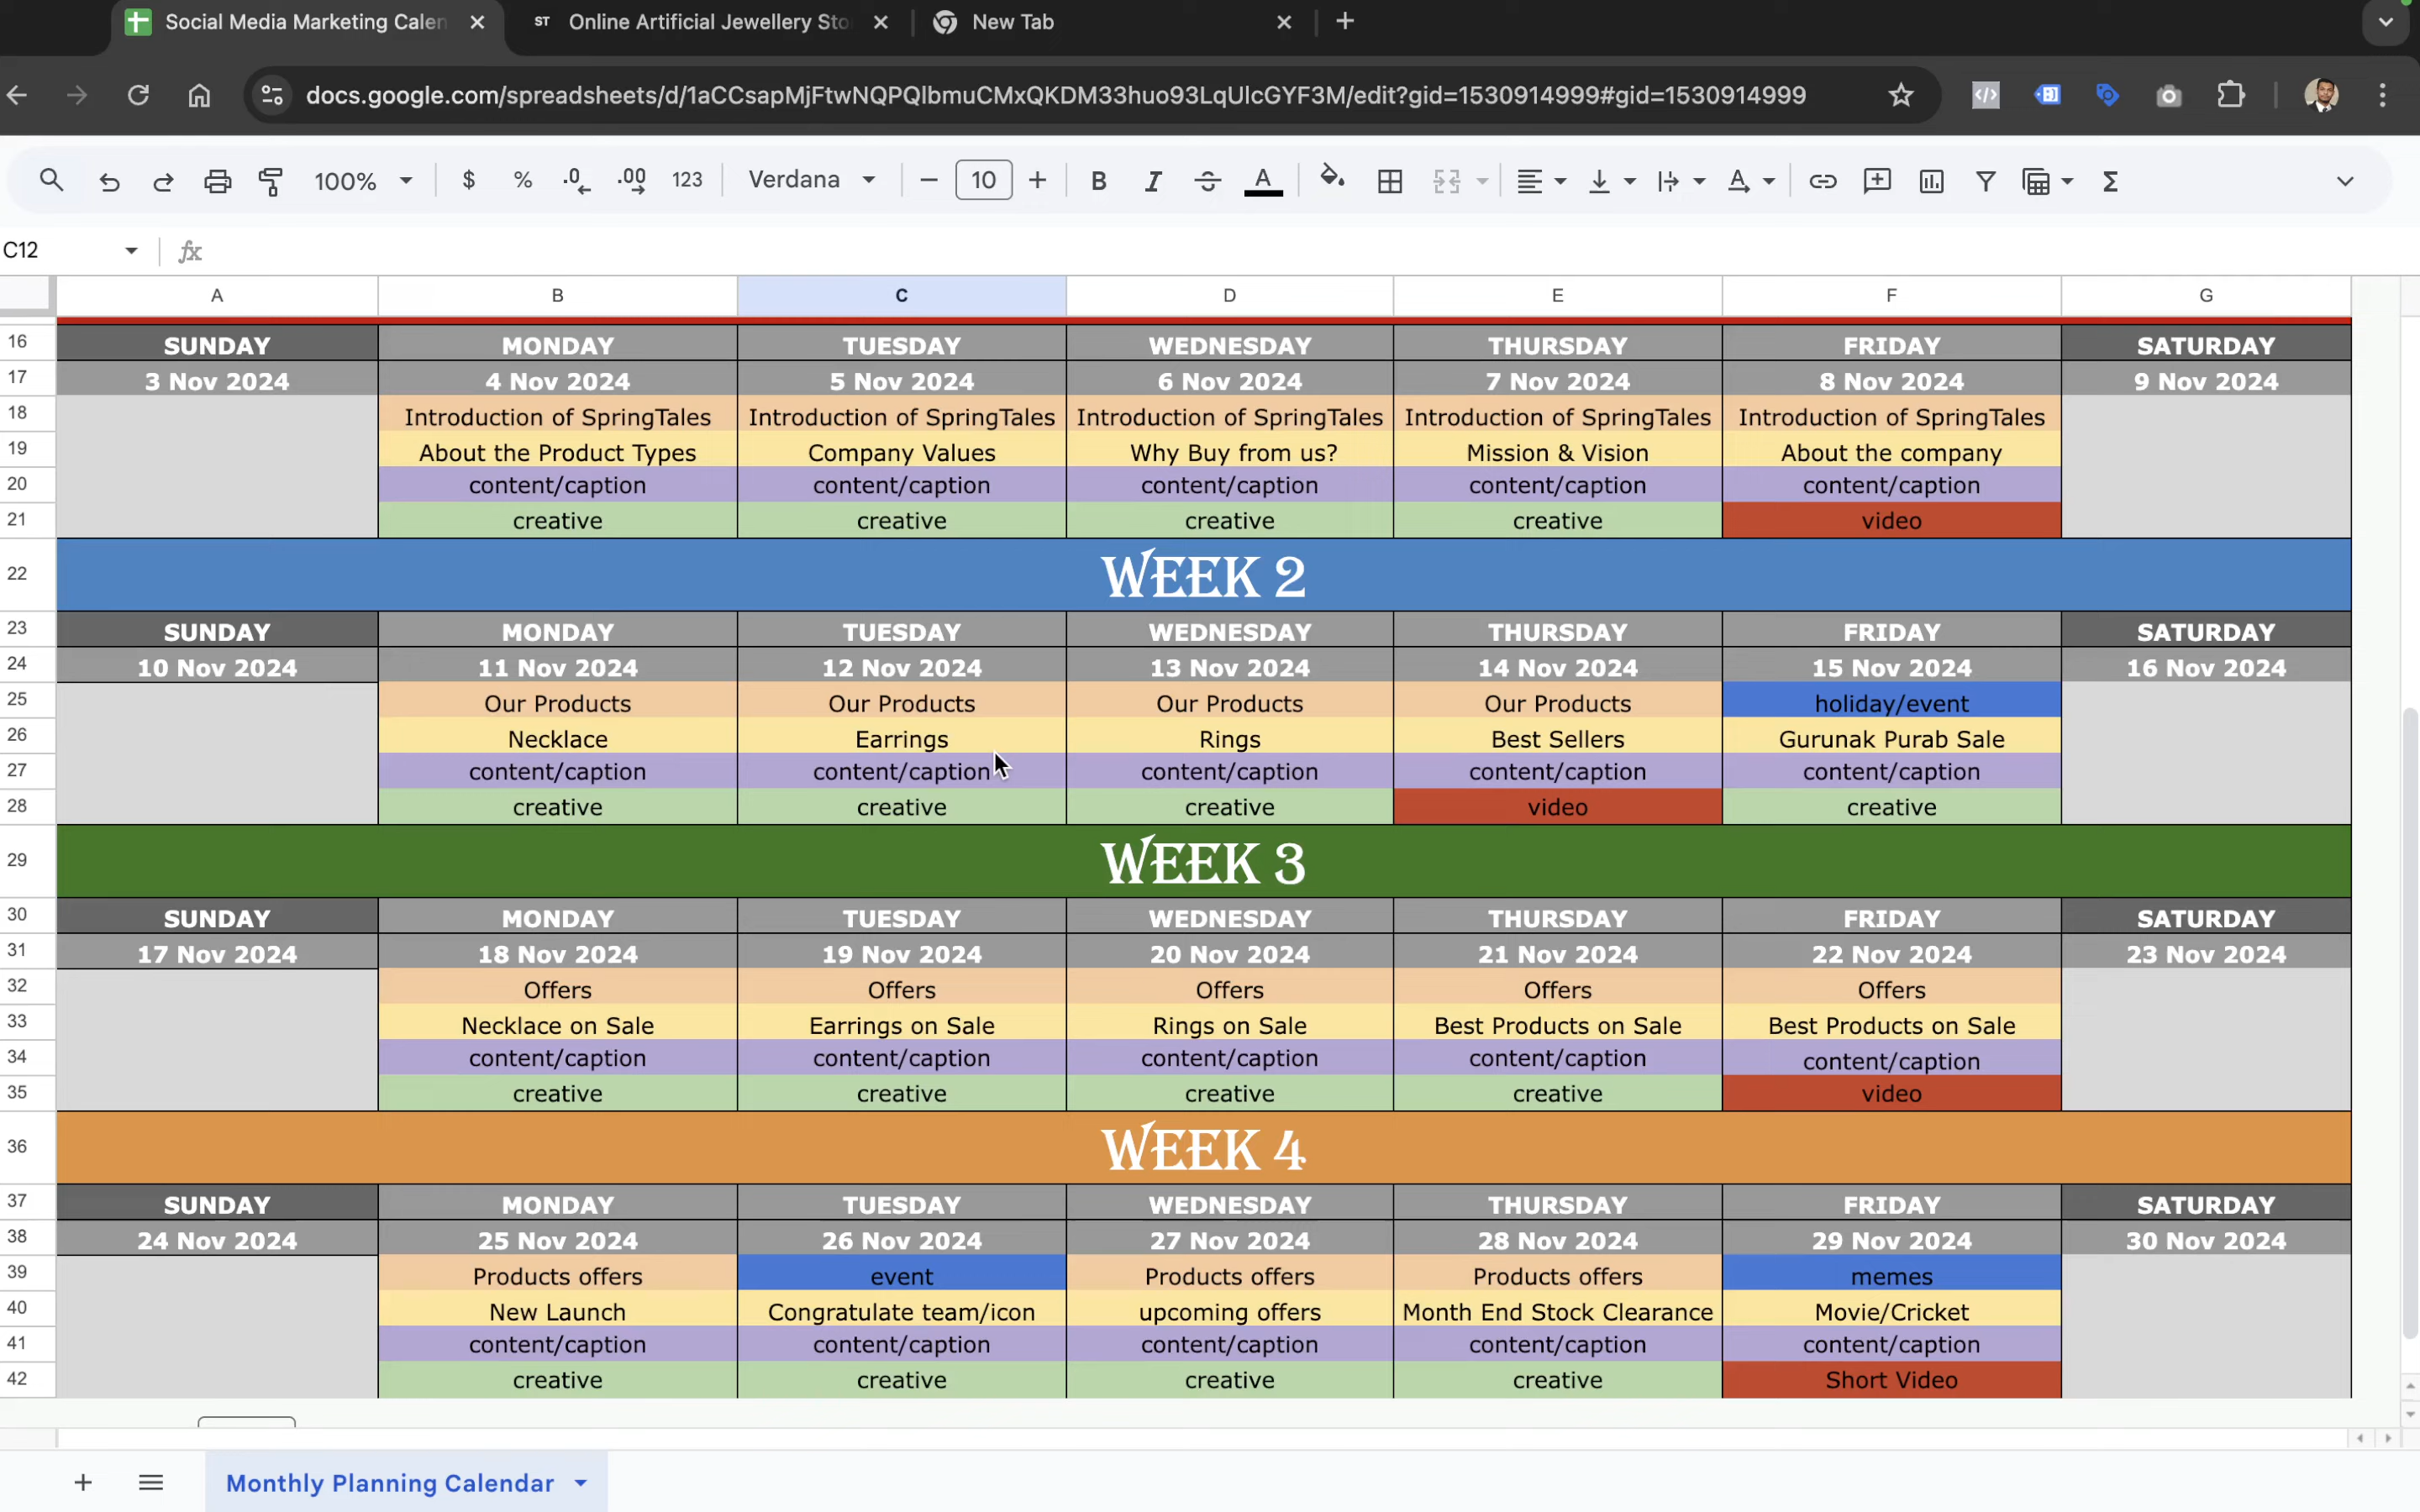 Social Media Marketing Calen
ST Online Artificial Jewellery Sto
New Tab
docs.google.com/spreadsheets/d/1aCCsapMjFtwNQPQlbmuCMxQKDM33huo93LqUlcGYF3M/edit?gid=1530914999#gid=1530914999
100% $ % .0 .00 123 Verdana 10 B I S A
C12 fx
A B C D E F G
16 SUNDAY MONDAY TUESDAY WEDNESDAY THURSDAY FRIDAY SATURDAY
17 3 Nov 2024 4 Nov 2024 5 Nov 2024 6 Nov 2024 7 Nov 2024 8 Nov 2024 9 Nov 2024
18 Introduction of SpringTales Introduction of SpringTales Introduction of SpringTales Introduction of SpringTales Introduction of SpringTales
19 About the Product Types Company Values Why Buy from us? Mission & Vision About the company
20 content/caption content/caption content/caption content/caption content/caption
21 creative creative creative creative video
22 WEEK 2
23 SUNDAY MONDAY TUESDAY WEDNESDAY THURSDAY FRIDAY SATURDAY
24 10 Nov 2024 11 Nov 2024 12 Nov 2024 13 Nov 2024 14 Nov 2024 15 Nov 2024 16 Nov 2024
25 Our Products Our Products Our Products Our Products holiday/event
26 Necklace Earrings Rings Best Sellers Gurunak Purab Sale
27 content/caption content/caption content/caption content/caption content/caption
28 creative creative creative video creative
29 WEEK 3
30 SUNDAY MONDAY TUESDAY WEDNESDAY THURSDAY FRIDAY SATURDAY
31 17 Nov 2024 18 Nov 2024 19 Nov 2024 20 Nov 2024 21 Nov 2024 22 Nov 2024 23 Nov 2024
32 Offers Offers Offers Offers Offers
33 Necklace on Sale Earrings on Sale Rings on Sale Best Products on Sale Best Products on Sale
34 content/caption content/caption content/caption content/caption content/caption
35 creative creative creative creative video
36 WEEK 4
37 SUNDAY MONDAY TUESDAY WEDNESDAY THURSDAY FRIDAY SATURDAY
38 24 Nov 2024 25 Nov 2024 26 Nov 2024 27 Nov 2024 28 Nov 2024 29 Nov 2024 30 Nov 2024
39 Products offers event Products offers Products offers memes
40 New Launch Congratulate team/icon upcoming offers Month End Stock Clearance Movie/Cricket
41 content/caption content/caption content/caption content/caption content/caption
42 creative creative creative creative Short Video
Monthly Planning Calendar